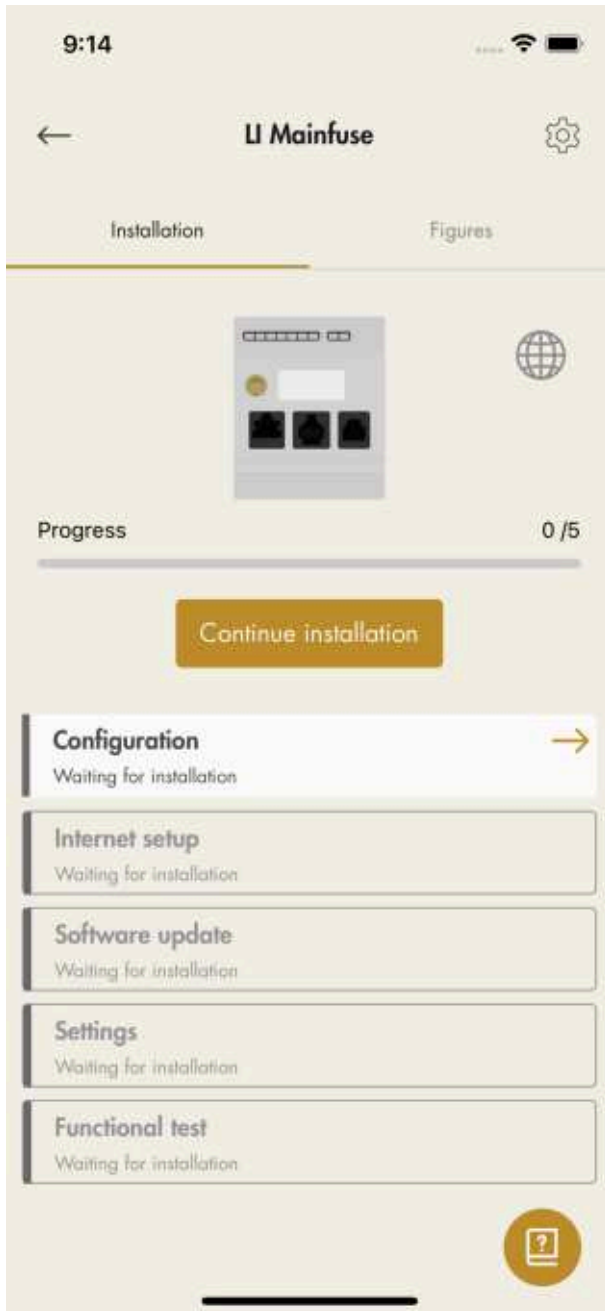 9:14
LI Mainfuse
Installation
Figures
Progress
0 /5
Continue installation
Configuration
Waiting for installation
Internet setup
Waiting for installation
Software update
Waiting for installation
Settings
Waiting for installation
Functional test
Waiting for installation
?